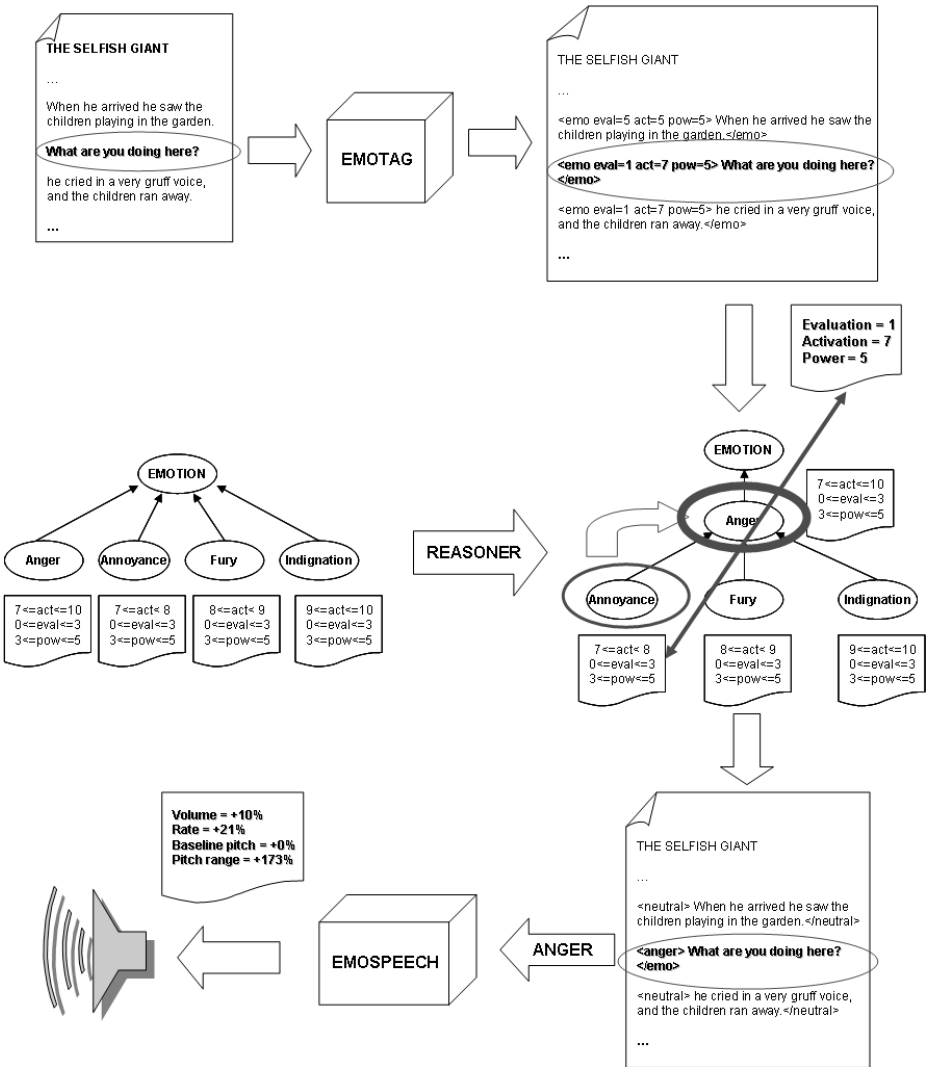 THE SELFISH GIANT
...
When he arrived he saw the
children playing in the garden.
What are you doing here?
he cried in a very gruff voice,
and the children ran away.
...
EMOTAG
THE SELFISH GIANT
...
<emo eval=5 act=5 pow=5> When he arrived he saw the
children playing in the garden.</emo>
<emo eval=1 act=7 pow=5> What are you doing here?
</emo>
<emo eval=1 act=7 pow=5> he cried in a very gruff voice,
and the children ran away.</emo>
...
Evaluation = 1
Activation = 7
Power = 5
EMOTION
Anger
Annoyance
Fury
Indignation
7<=act<=10
0<=eval<=3
3<=pow<=5
7<=act< 8
0<=eval<=3
3<=pow<=5
8<=act< 9
0<=eval<=3
3<=pow<=5
9<=act<=10
0<=eval<=3
3<=pow<=5
REASONER
EMOTION
Anger
7<=act<=10
0<=eval<=3
3<=pow<=5
Annoyance
Fury
Indignation
7<=act< 8
0<=eval<=3
3<=pow<=5
8<=act< 9
0<=eval<=3
3<=pow<=5
9<=act<=10
0<=eval<=3
3<=pow<=5
THE SELFISH GIANT
...
<neutral> When he arrived he saw the
children playing in the garden.</neutral>
<anger> What are you doing here?
</emo>
<neutral> he cried in a very gruff voice,
and the children ran away.</neutral>
...
ANGER
EMOSPEECH
Volume = +10%
Rate = +21%
Baseline pitch = +0%
Pitch range = +173%